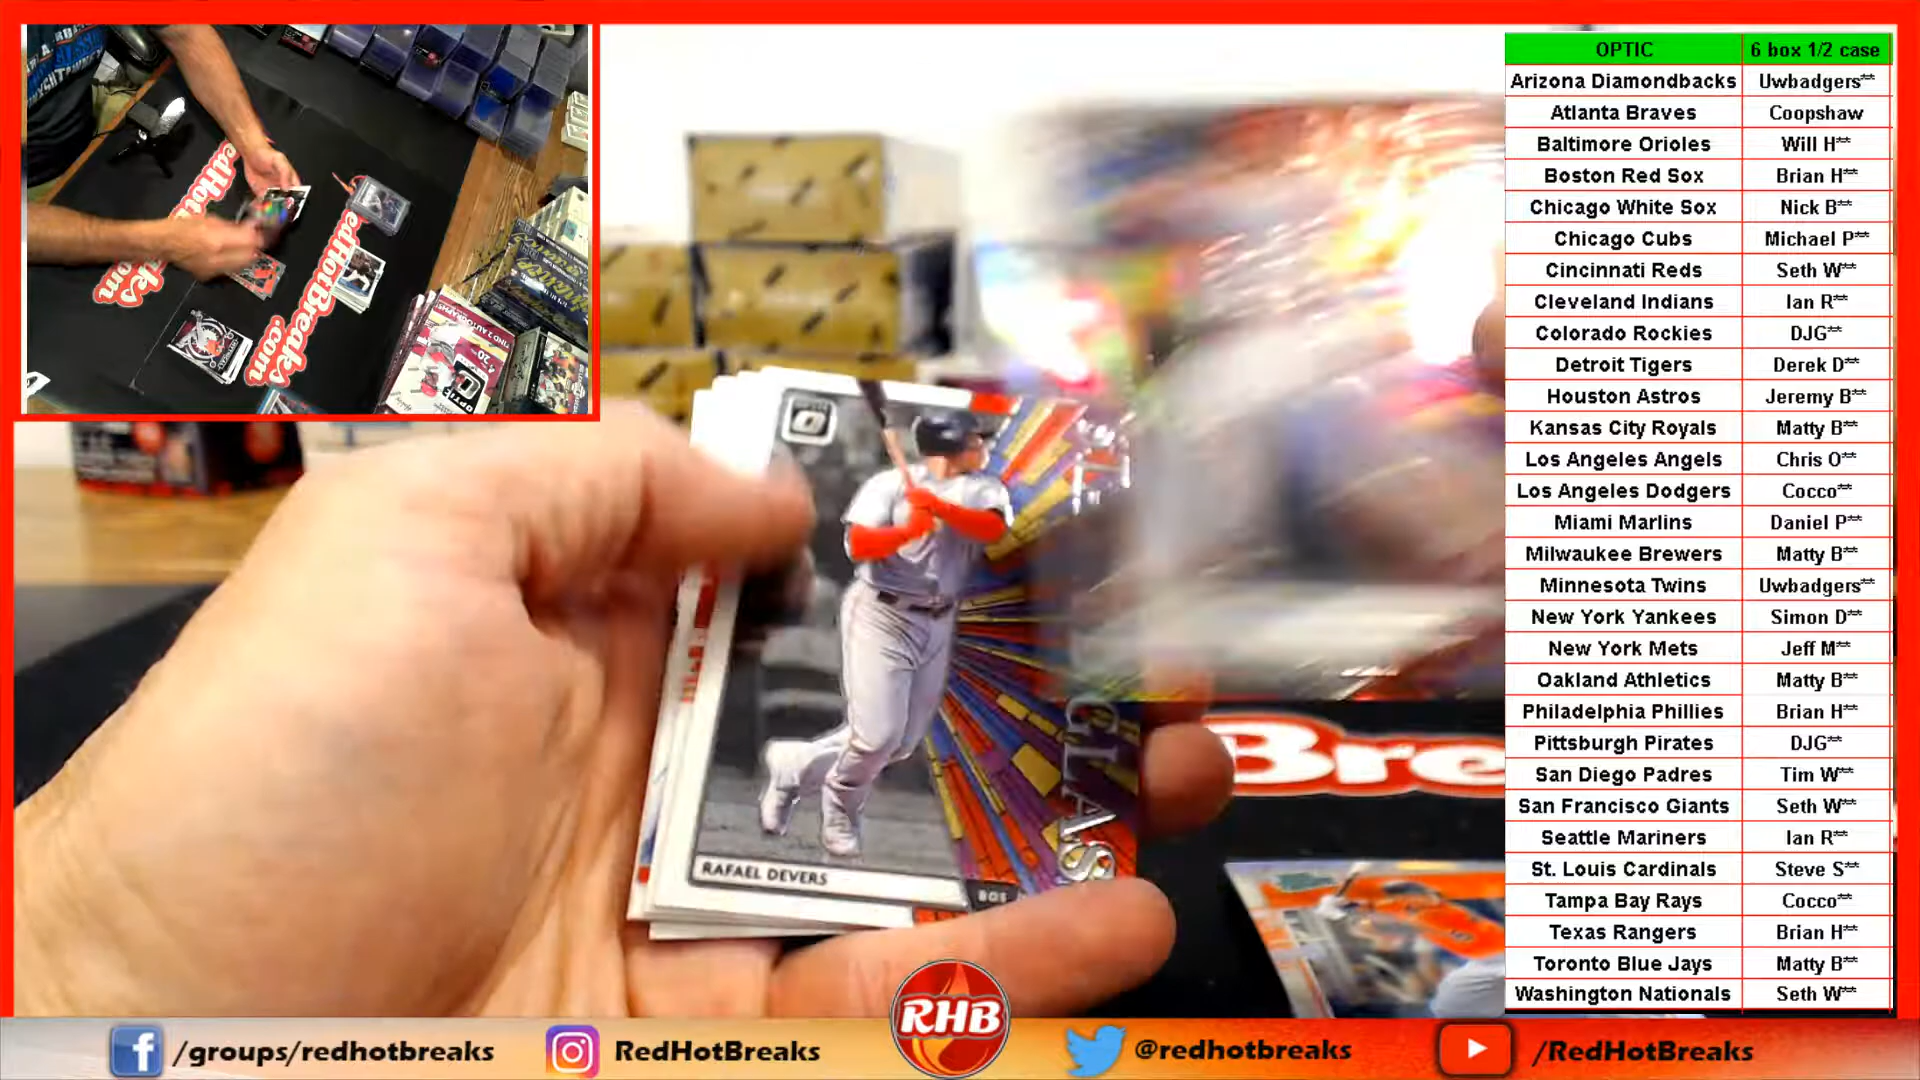 OPTIC 6 box 1/2 case
Arizona Diamondbacks Uwbadgers**
Atlanta Braves Coopshaw
Baltimore Orioles Will H**
Boston Red Sox Brian H**
Chicago White Sox Nick B**
Chicago Cubs Michael P**
Cincinnati Reds Seth W**
Cleveland Indians Ian R**
Colorado Rockies DJG**
Detroit Tigers Derek D**
Houston Astros Jeremy B**
Kansas City Royals Matty B**
Los Angeles Angels Chris O**
Los Angeles Dodgers Cocco**
Miami Marlins Daniel P**
Milwaukee Brewers Matty B**
Minnesota Twins Uwbadgers**
New York Yankees Simon D**
New York Mets Jeff M**
Oakland Athletics Matty B**
Philadelphia Phillies Brian H**
Pittsburgh Pirates DJG**
San Diego Padres Tim W**
San Francisco Giants Seth W**
Seattle Mariners Ian R**
St. Louis Cardinals Steve S**
Tampa Bay Rays Cocco**
Texas Rangers Brian H**
Toronto Blue Jays Matty B**
Washington Nationals Seth W**
edHotBreaks
.com
RAFAEL DEVERS
BOS
GLAS
Bre
RHB
/groups/redhotbreaks
RedHotBreaks
@redhotbreaks
/RedHotBreaks